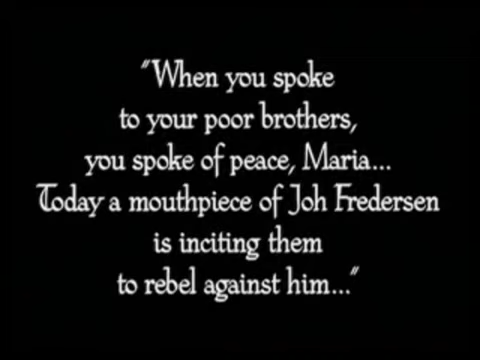 "When you spoke
to your poor brothers,
you spoke of peace, Maria...
Today a mouthpiece of Joh Fredersen
is inciting them
to rebel against him..."